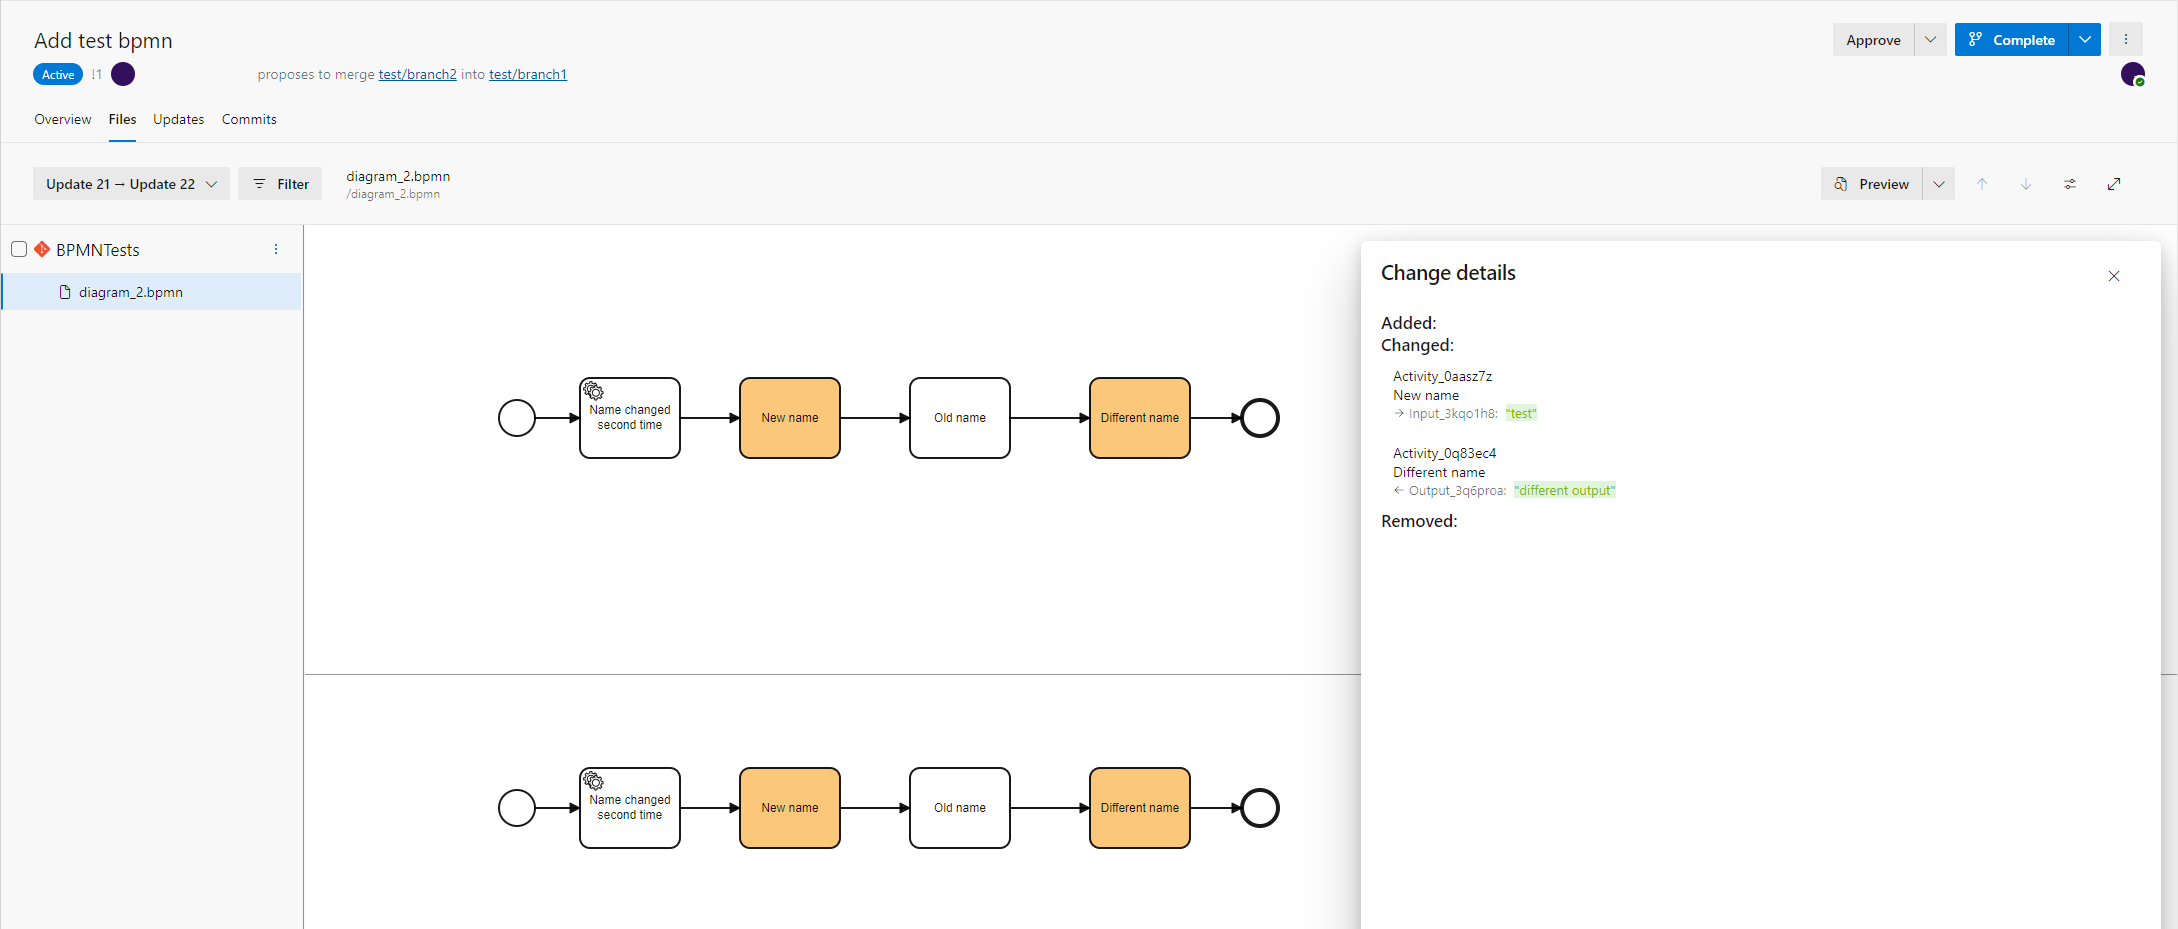 Add test bpmn
Approve
Complete
Active !1 proposes to merge test/branch2 into test/branch1
Overview Files Updates Commits
Update 21 → Update 22
Filter
diagram_2.bpmn
/diagram_2.bpmn
Preview
BPMNTests
diagram_2.bpmn
Name changed
second time
New name
Old name
Different name
Name changed
second time
New name
Old name
Different name
Change details
Added:
Changed:
Activity_0aasz7z
New name
→ Input_3kqo1h8: "test"
Activity_0q83ec4
Different name
← Output_3q6proa: "different output"
Removed: